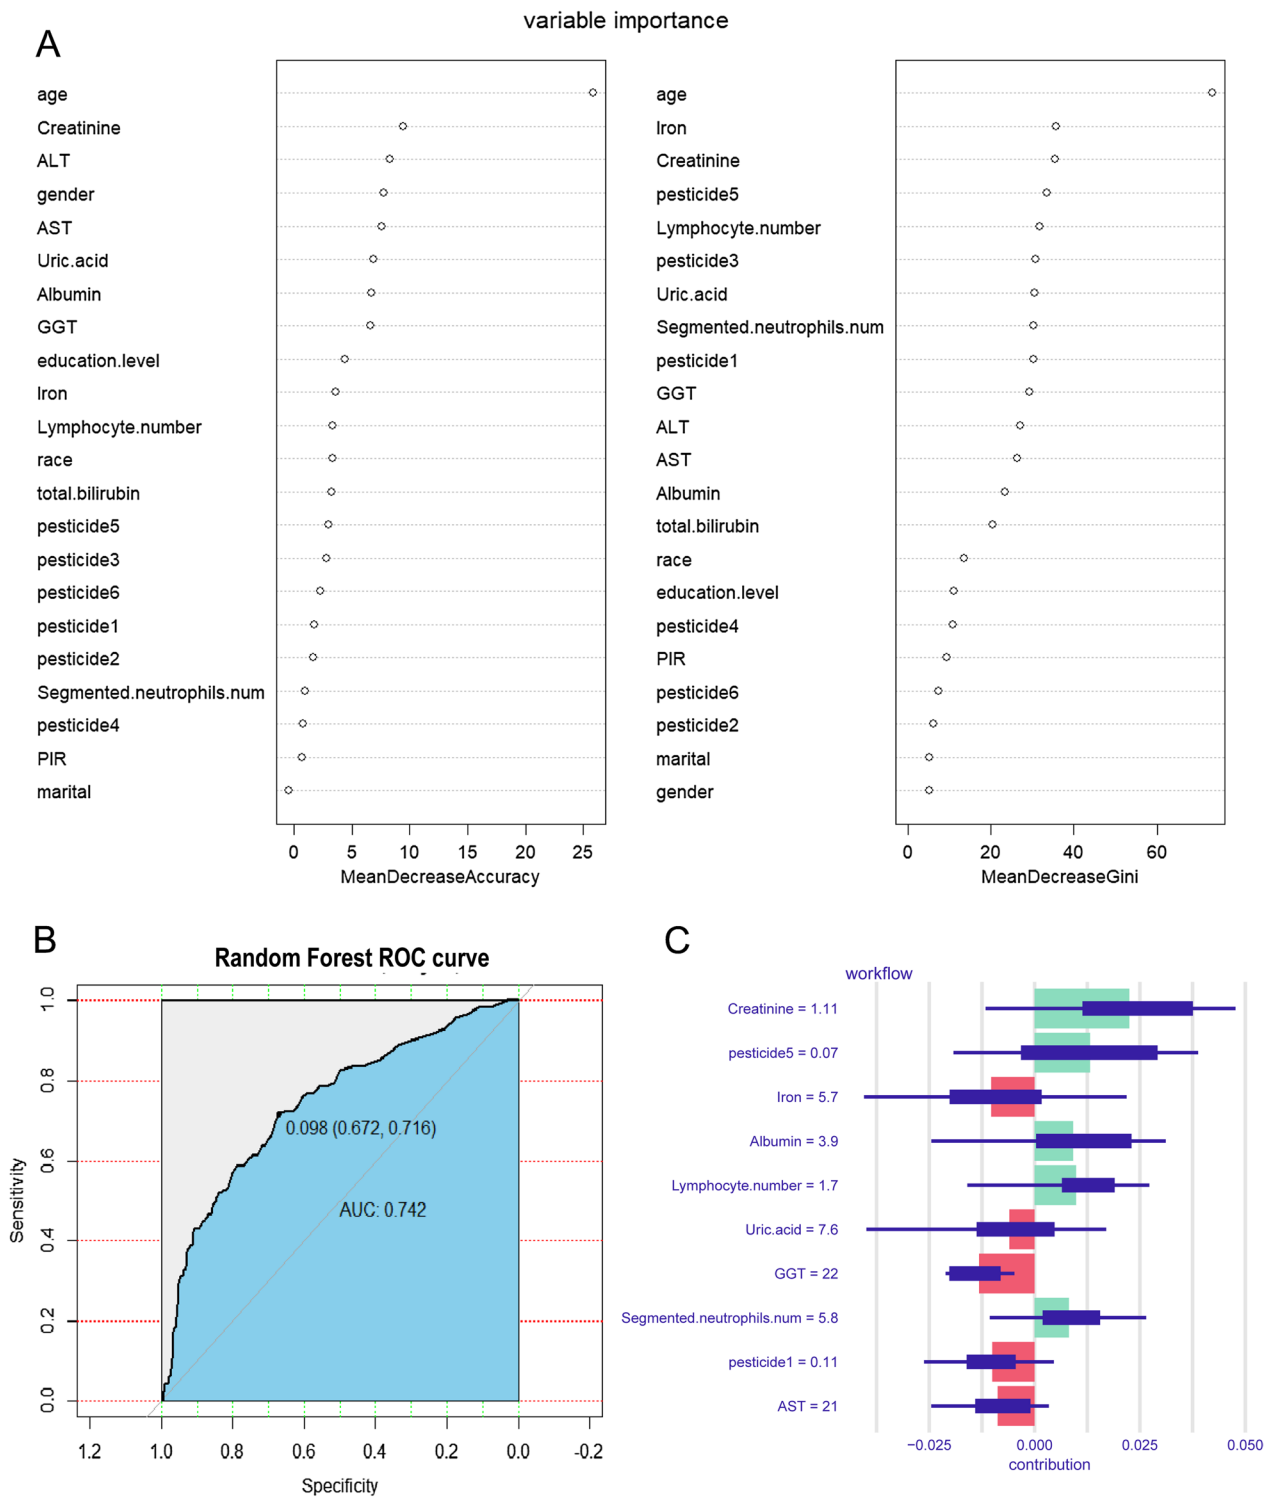 variable importance
A
age
Creatinine
ALT
gender
AST
Uric.acid
Albumin
GGT
education.level
Iron
Lymphocyte.number
race
total.bilirubin
pesticide5
pesticide3
pesticide6
pesticide1
pesticide2
Segmented.neutrophils.num
pesticide4
PIR
marital
0 5 10 15 20 25
MeanDecreaseAccuracy
age
Iron
Creatinine
pesticide5
Lymphocyte.number
pesticide3
Uric.acid
Segmented.neutrophils.num
pesticide1
GGT
ALT
AST
Albumin
total.bilirubin
race
education.level
pesticide4
PIR
pesticide6
pesticide2
marital
gender
0 20 40 60
MeanDecreaseGini
B
Random Forest ROC curve
Sensitivity
1.0
0.8
0.6
0.4
0.2
0.0
0.098 (0.672, 0.716)
AUC: 0.742
1.2 1.0 0.8 0.6 0.4 0.2 0.0 -0.2
Specificity
C
workflow
Creatinine = 1.11
pesticide5 = 0.07
Iron = 5.7
Albumin = 3.9
Lymphocyte.number = 1.7
Uric.acid = 7.6
GGT = 22
Segmented.neutrophils.num = 5.8
pesticide1 = 0.11
AST = 21
−0.025 0.000 0.025 0.050
contribution